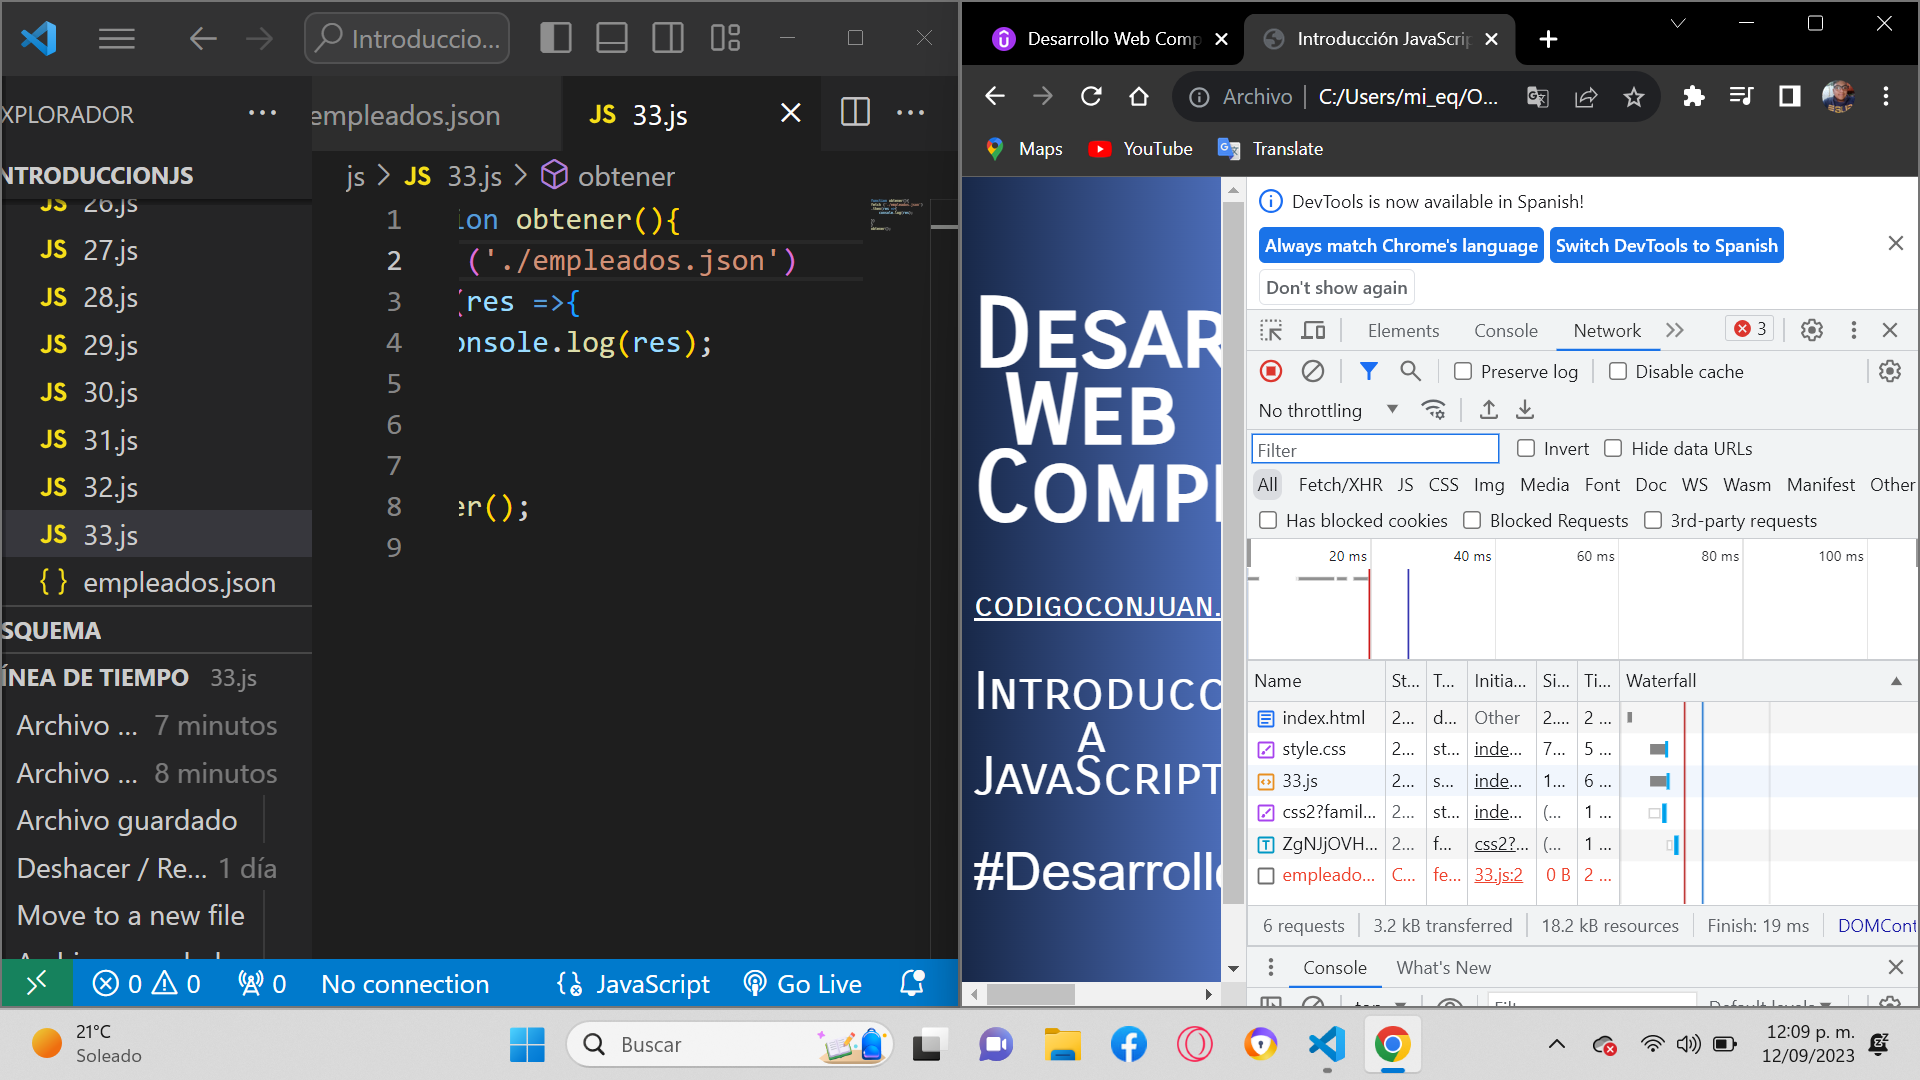 Introduccio...
XPLORADOR
NTRODUCCIONJS
JS 26.js
JS 27.js
JS 28.js
JS 29.js
JS 30.js
JS 31.js
JS 32.js
JS 33.js
{ } empleados.json
SQUEMA
ÍNEA DE TIEMPO 33.js
Archivo ... 7 minutos
Archivo ... 8 minutos
Archivo guardado
Deshacer / Re... 1 día
Move to a new file
empleados.json
JS 33.js
js > JS 33.js > obtener
1 ion obtener(){
2 ('./empleados.json')
3 (res =>{
4 onsole.log(res);
5
6
7
8 er();
9
0 0 0 No connection JavaScript Go Live
Desarrollo Web Comp
Introducción JavaScrip
Archivo C:/Users/mi_eq/O...
Maps YouTube Translate
DESAR
WEB
COMPI
CODIGOCONJUAN.
INTRODUCC
A
JAVASCRIPT
#Desarrollo
DevTools is now available in Spanish!
Always match Chrome's language Switch DevTools to Spanish
Don't show again
Elements Console Network 3
Preserve log Disable cache
No throttling
Filter Invert Hide data URLs
All Fetch/XHR JS CSS Img Media Font Doc WS Wasm Manifest Other
Has blocked cookies Blocked Requests 3rd-party requests
20 ms 40 ms 60 ms 80 ms 100 ms
Name St... T... Initia... Si... Ti... Waterfall
index.html 2... d... Other 2.... 2 ...
style.css 2... st... inde... 7... 5 ...
33.js 2... s... inde... 1... 6 ...
css2?famil... 2... st... inde... (... 1 ...
ZgNJjOVH... 2... f... css2?... (... 1 ...
empleado... C... fe... 33.js:2 0 B 2 ...
6 requests 3.2 kB transferred 18.2 kB resources Finish: 19 ms DOMCont
Console What's New
top Filter Default levels
21°C
Soleado
Buscar
12:09 p. m.
12/09/2023